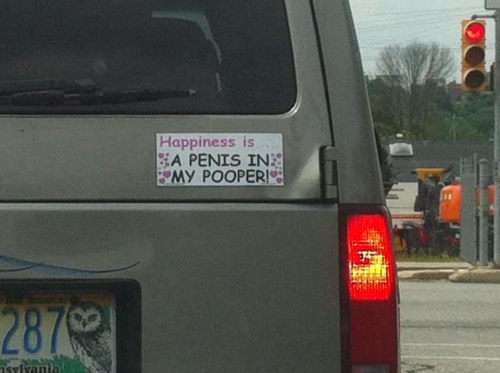 Happiness is ....
A PENIS IN
MY POOPER!
287
nsylvania